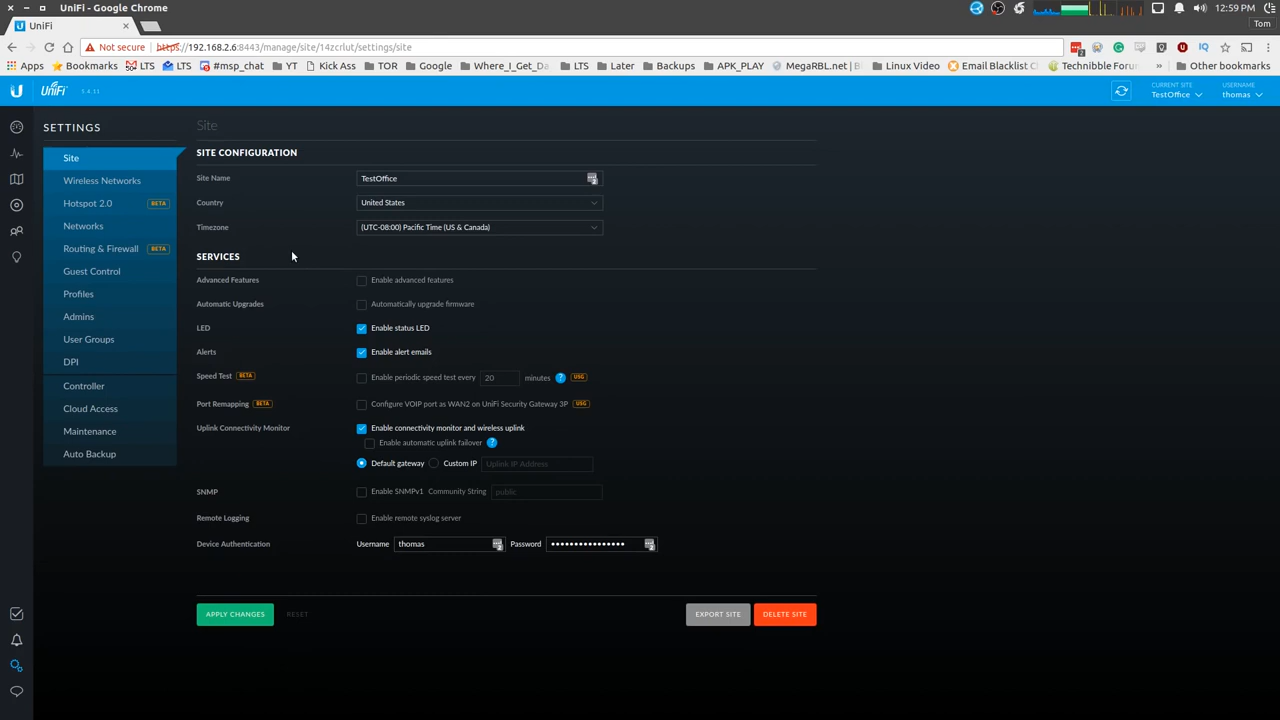 UniFi - Google Chrome
12:59 PM
UniFi
Tom
Not secure
https://192.168.2.6:8443/manage/site/14zcrlut/settings/site
Apps Bookmarks LTS LTS #msp_chat YT Kick Ass TOR Google Where_I_Get_Da LTS Later Backups APK_PLAY MegaRBL.net | Bl Linux Video Email Blacklist C Technibble Forum » Other bookmarks
UniFi 5.4.11
CURRENT SITE
TestOffice
USERNAME
thomas
SETTINGS
Site
Wireless Networks
Hotspot 2.0 BETA
Networks
Routing & Firewall BETA
Guest Control
Profiles
Admins
User Groups
DPI
Controller
Cloud Access
Maintenance
Auto Backup
Site
SITE CONFIGURATION
Site Name TestOffice
Country United States
Timezone (UTC-08:00) Pacific Time (US & Canada)
SERVICES
Advanced Features Enable advanced features
Automatic Upgrades Automatically upgrade firmware
LED Enable status LED
Alerts Enable alert emails
Speed Test BETA Enable periodic speed test every 20 minutes ? USG
Port Remapping BETA Configure VOIP port as WAN2 on UniFi Security Gateway 3P USG
Uplink Connectivity Monitor Enable connectivity monitor and wireless uplink
Enable automatic uplink failover ?
Default gateway Custom IP Uplink IP Address
SNMP Enable SNMPv1 Community String public
Remote Logging Enable remote syslog server
Device Authentication Username thomas Password ••••••••••••••••
APPLY CHANGES RESET EXPORT SITE DELETE SITE